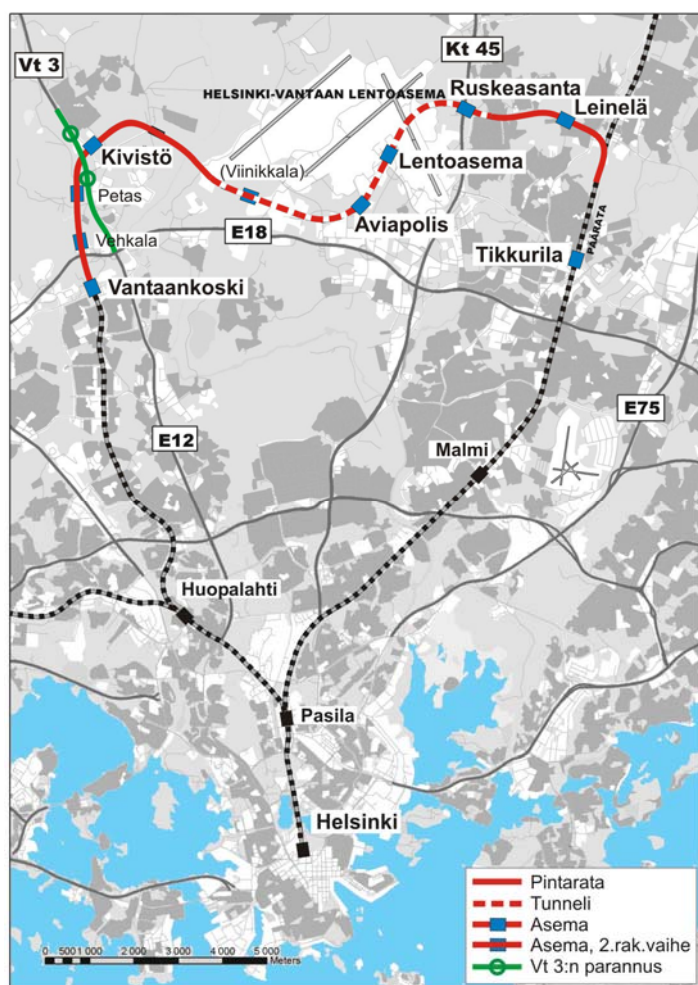 Vt 3
Kt 45
HELSINKI-VANTAAN LENTOASEMA
Ruskeasanta
Leinelä
Kivistö
Lentoasema
(Viinikkala)
Petas
Aviapolis
E18
Vehkala
Tikkurila
PÄÄRATA
Vantaankoski
E75
E12
Malmi
Huopalahti
Pasila
Helsinki
Pintarata
Tunneli
Asema
Asema, 2.rak.vaihe
Vt 3:n parannus
0 500 1 000 2 000 3 000 4 000 5 000
Meters